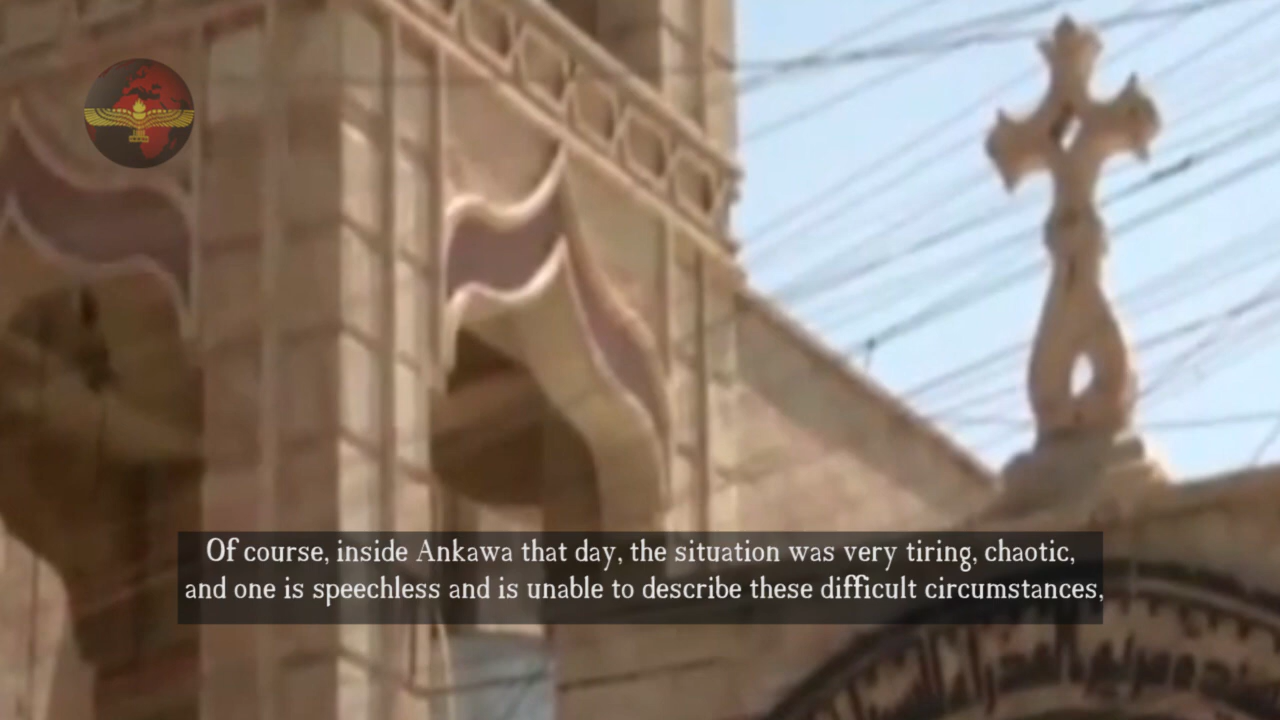 Of course, inside Ankawa that day, the situation was very tiring, chaotic,
and one is speechless and is unable to describe these difficult circumstances,